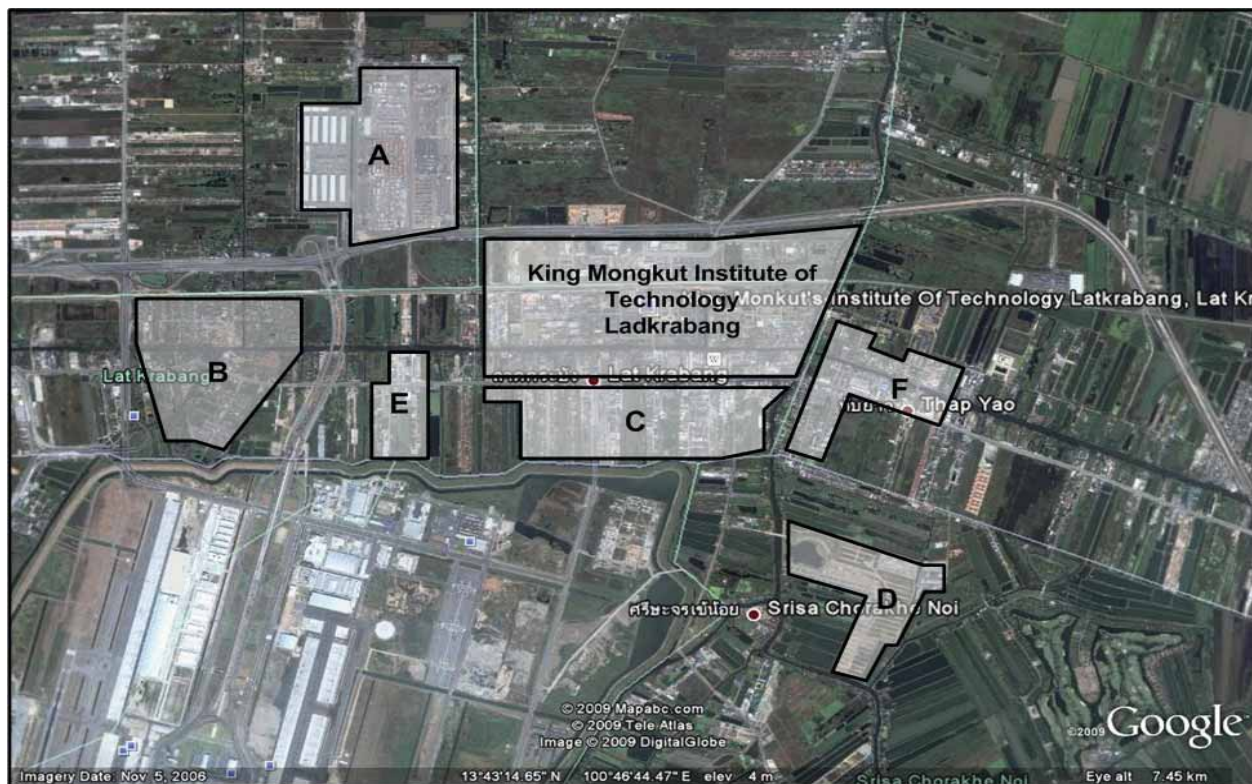 A
King Mongkut Institute of
Technology
Ladkrabang
Monkut's Institute Of Technology Latkrabang, Lat Kr
B
Lat Krabang
W
Lat Krabang
E
C
F
Thap Yao
D
ศรีษะจรเข้น้อย Srisa Chorakhe Noi
© 2009 Mapabc.com
© 2009 Tele Atlas
Image © 2009 DigitalGlobe
©2009 Google
Imagery Date: Nov 5, 2006 13°43'14.65" N 100°46'44.47" E elev 4 m Srisa Chorakhe Noi Eye alt 7.45 km